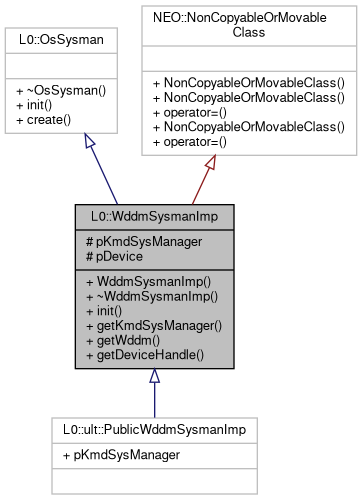 NEO::NonCopyableOrMovable
Class
+ NonCopyableOrMovableClass()
+ NonCopyableOrMovableClass()
+ operator=()
+ NonCopyableOrMovableClass()
+ operator=()
L0::OsSysman
+ ~OsSysman()
+ init()
+ create()
L0::WddmSysmanImp
# pKmdSysManager
# pDevice
+ WddmSysmanImp()
+ ~WddmSysmanImp()
+ init()
+ getKmdSysManager()
+ getWddm()
+ getDeviceHandle()
L0::ult::PublicWddmSysmanImp
+ pKmdSysManager